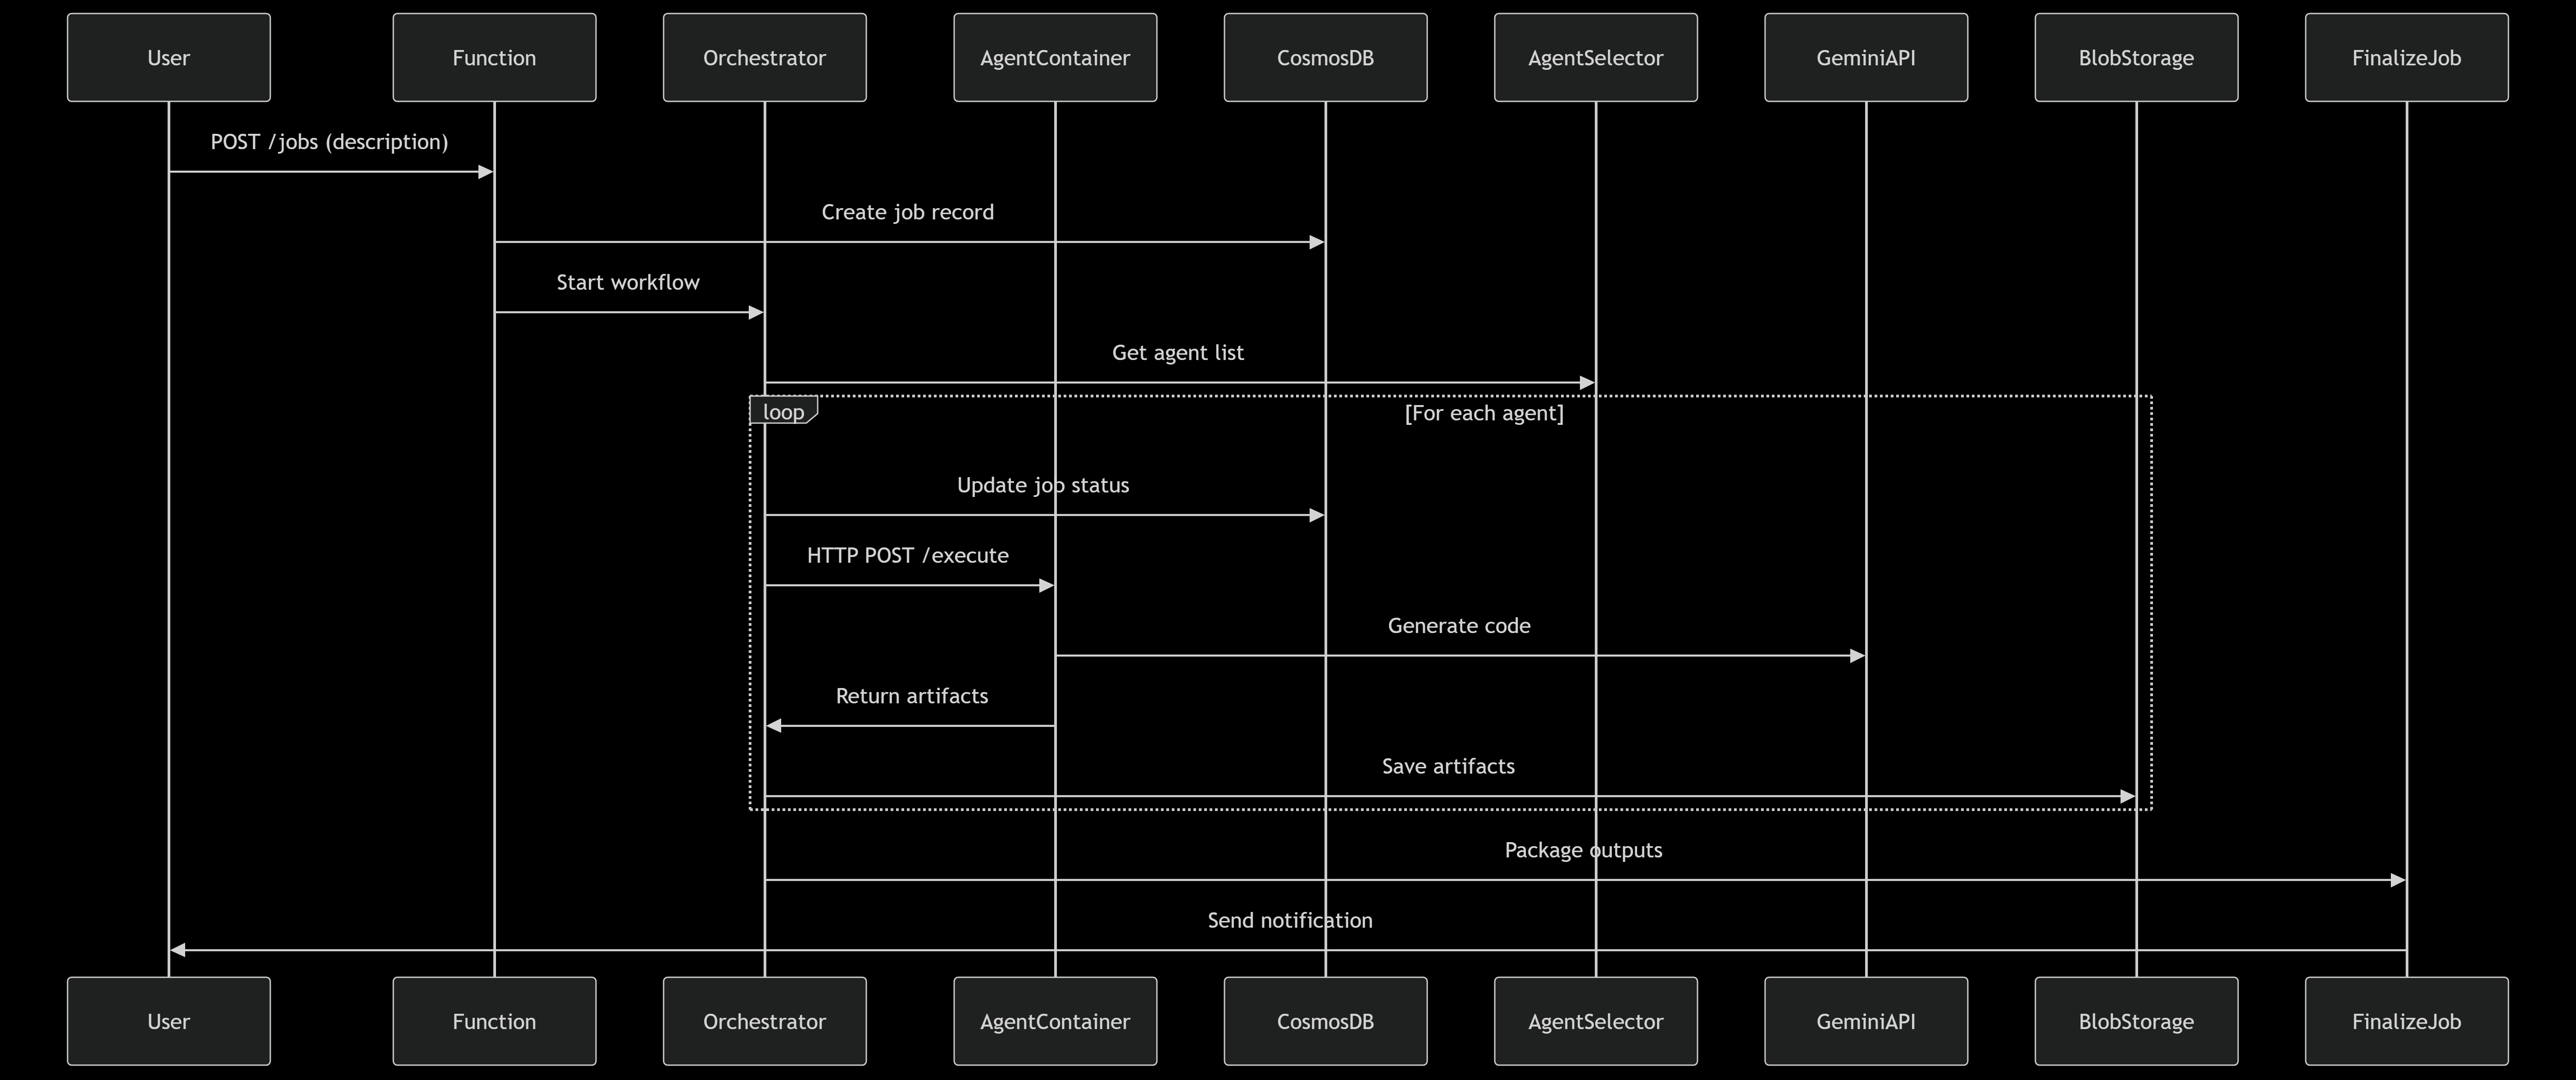 User
Function
Orchestrator
AgentContainer
CosmosDB
AgentSelector
GeminiAPI
BlobStorage
FinalizeJob
POST /jobs (description)
Create job record
Start workflow
Get agent list
loop
[For each agent]
Update job status
HTTP POST /execute
Generate code
Return artifacts
Save artifacts
Package outputs
Send notification
User
Function
Orchestrator
AgentContainer
CosmosDB
AgentSelector
GeminiAPI
BlobStorage
FinalizeJob